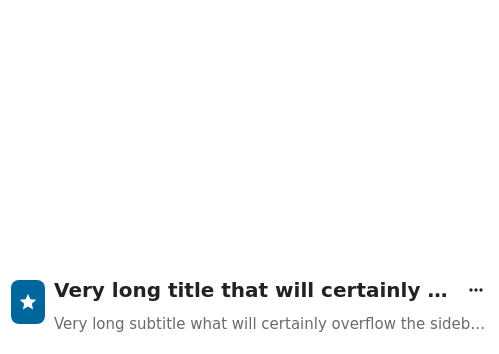 Very long title that will certainly …
Very long subtitle what will certainly overflow the sideb…